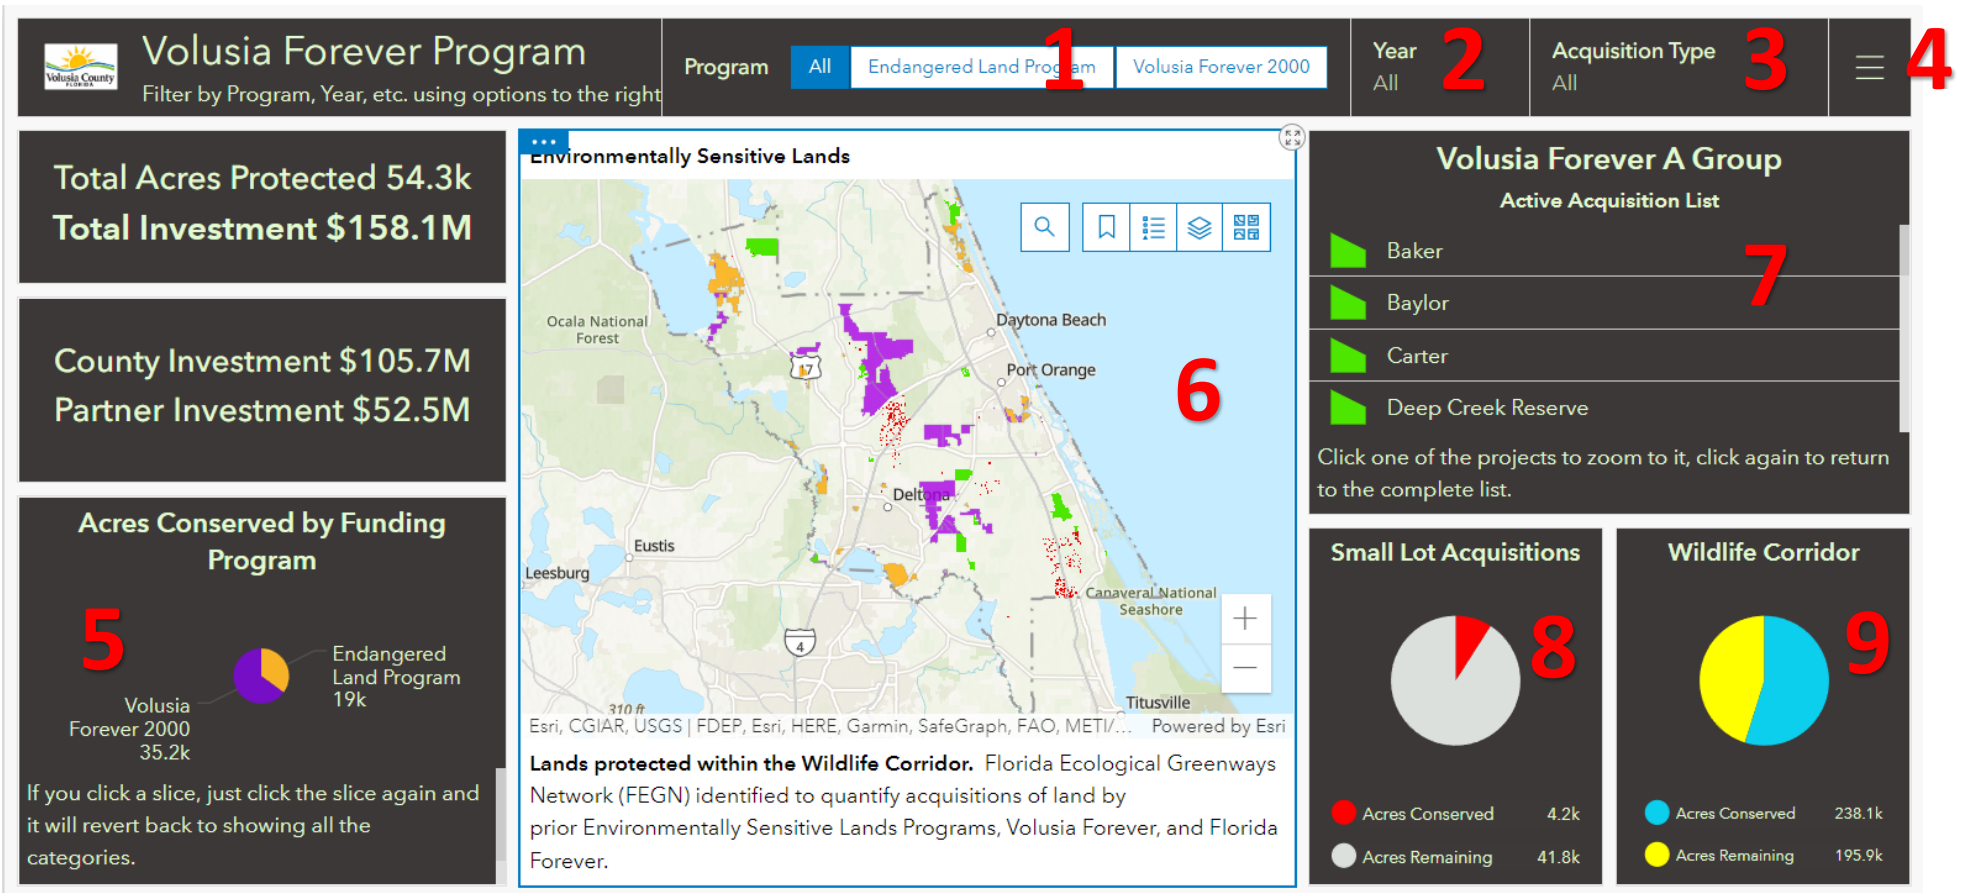 Volusia County
FLORIDA
Volusia Forever Program
Filter by Program, Year, etc. using options to the right
Program
All
Endangered Land Program
Volusia Forever 2000
1
Year
All
2
Acquisition Type
All
3
4
Total Acres Protected 54.3k
Total Investment $158.1M
County Investment $105.7M
Partner Investment $52.5M
Acres Conserved by Funding
Program
5
Endangered
Land Program
19k
Volusia
Forever 2000
35.2k
If you click a slice, just click the slice again and
it will revert back to showing all the
categories.
Environmentally Sensitive Lands
Ocala National
Forest
Daytona Beach
17
Port Orange
6
Deltona
Eustis
Leesburg
Canaveral National
Seashore
4
Titusville
310 ft
Esri, CGIAR, USGS | FDEP, Esri, HERE, Garmin, SafeGraph, FAO, METI/... Powered by Esri
Lands protected within the Wildlife Corridor. Florida Ecological Greenways
Network (FEGN) identified to quantify acquisitions of land by
prior Environmentally Sensitive Lands Programs, Volusia Forever, and Florida
Forever.
Volusia Forever A Group
Active Acquisition List
Baker
7
Baylor
Carter
Deep Creek Reserve
Click one of the projects to zoom to it, click again to return
to the complete list.
Small Lot Acquisitions
8
Acres Conserved 4.2k
Acres Remaining 41.8k
Wildlife Corridor
9
Acres Conserved 238.1k
Acres Remaining 195.9k